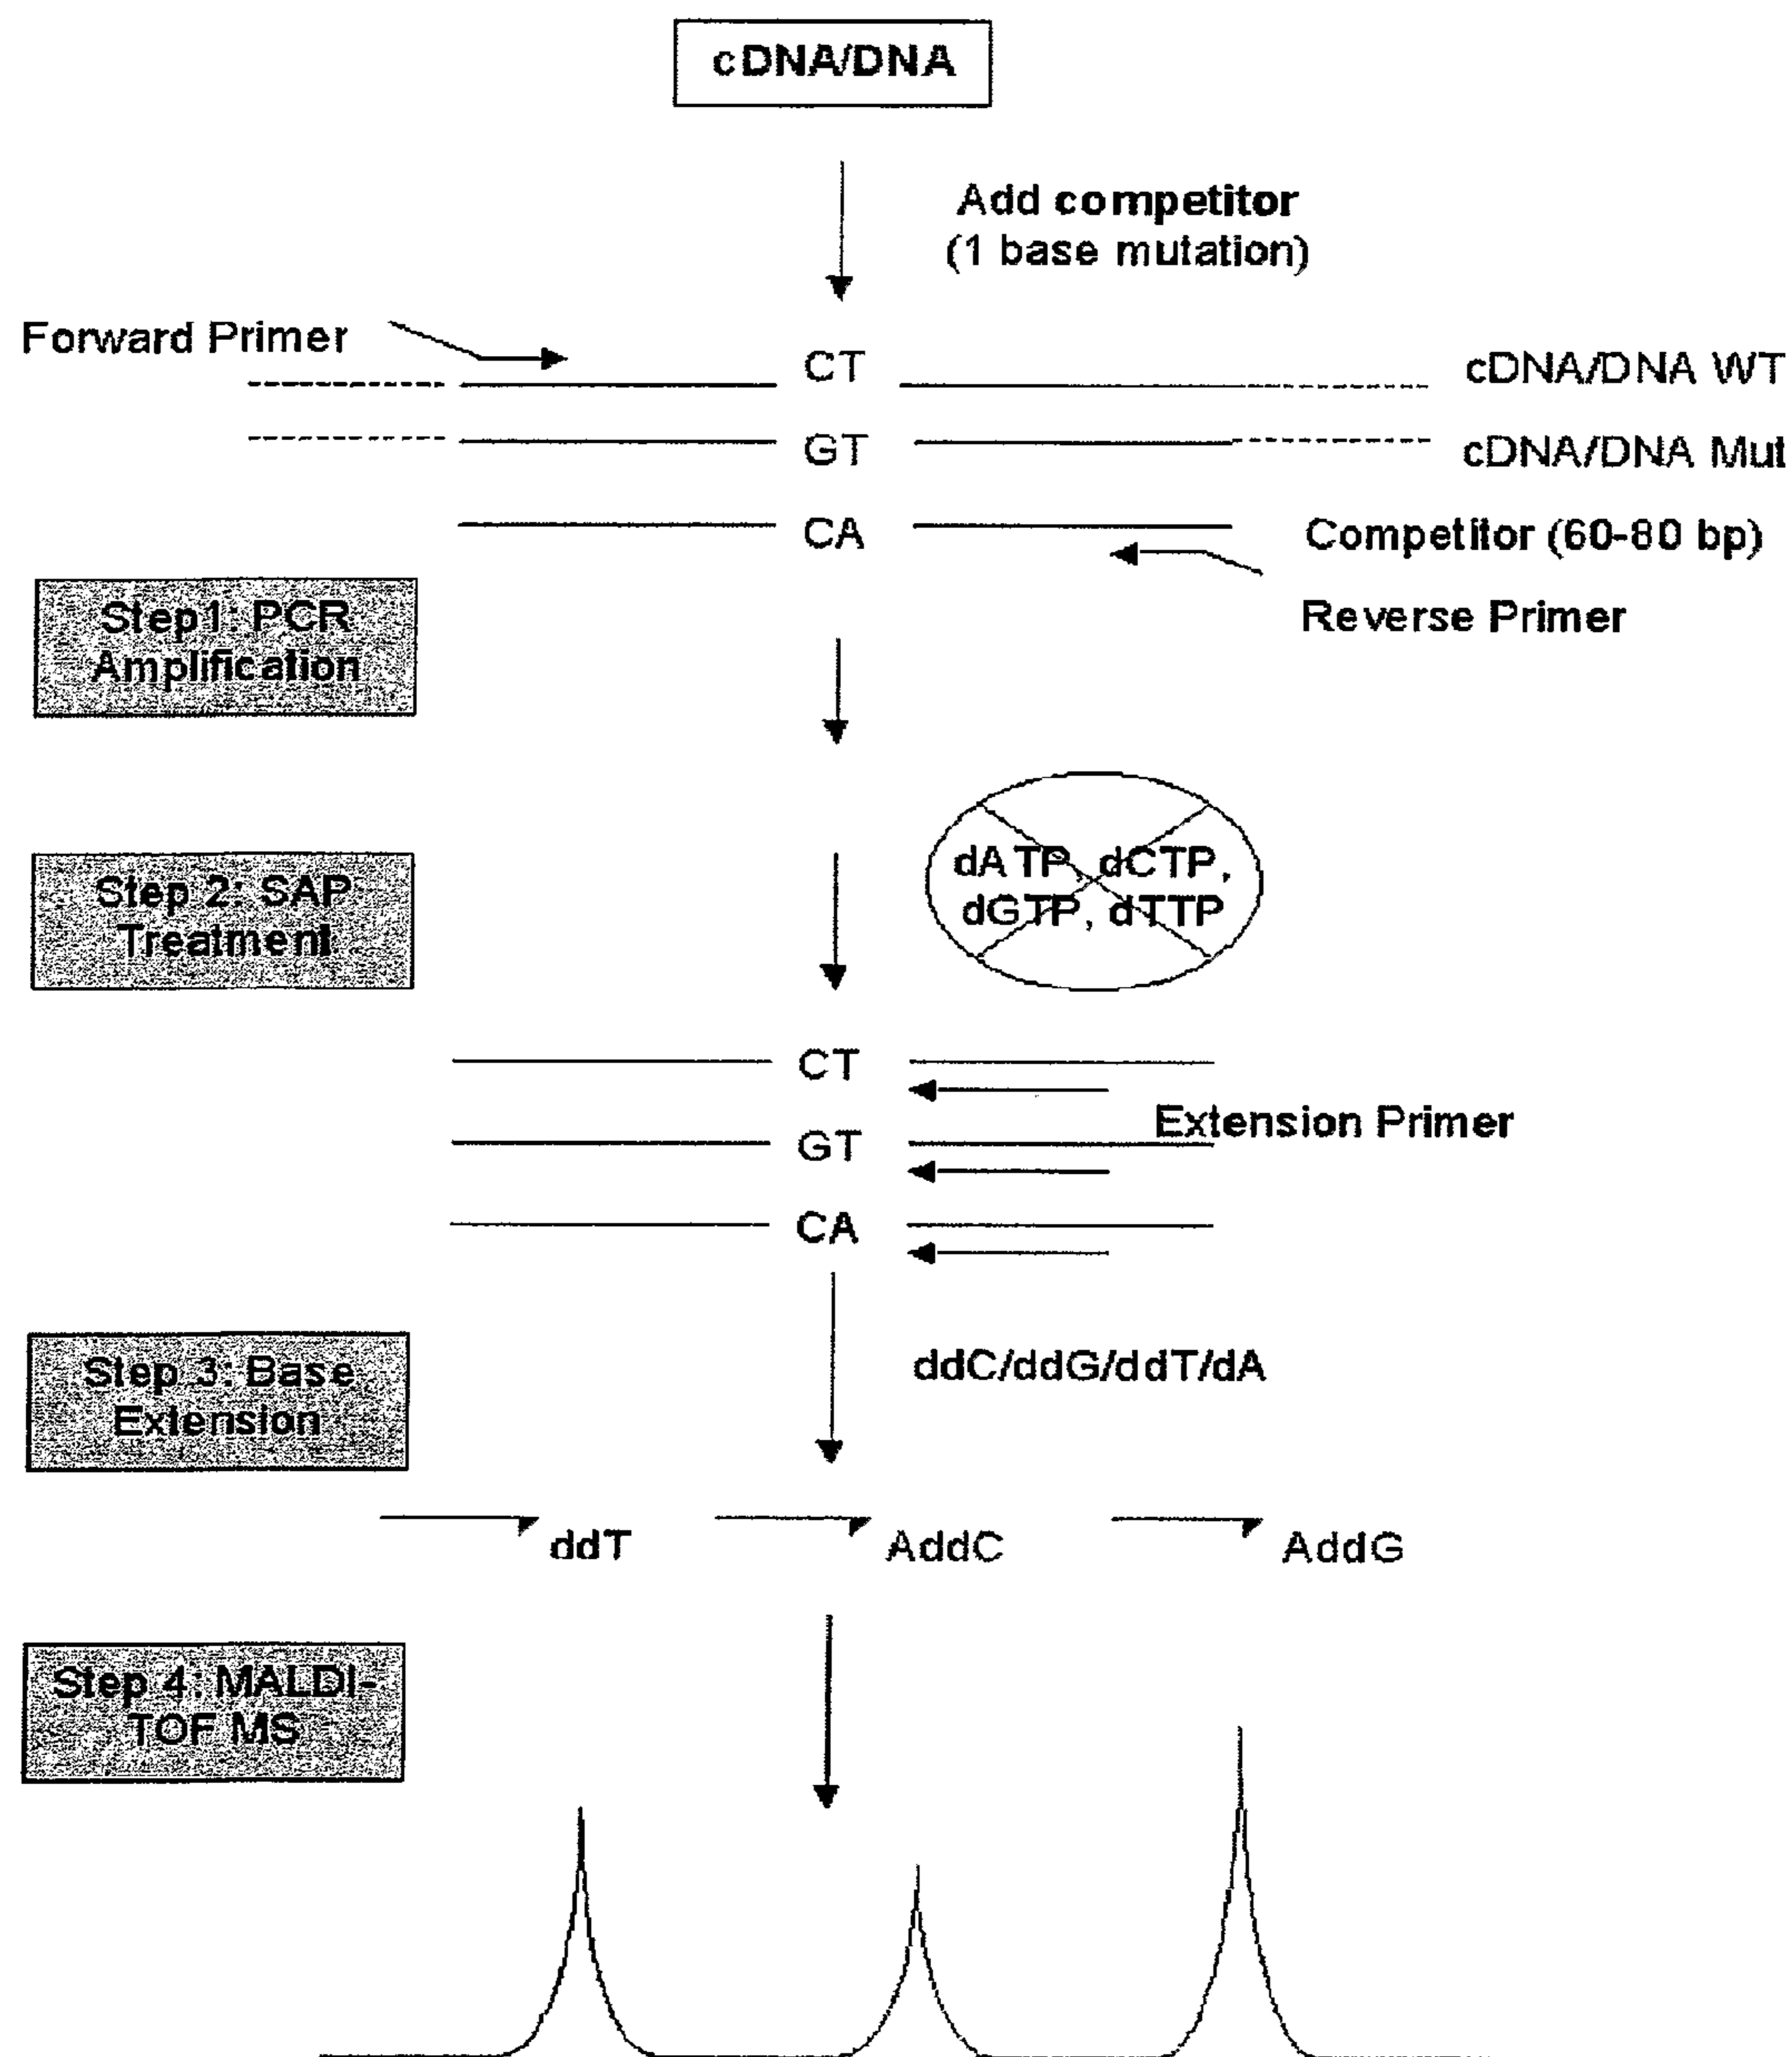 cDNA/DNA
Add competitor
(1 base mutation)
Forward Primer
CT
cDNA/DNA WT
GT
cDNA/DNA Mut
CA
Competitor (60-80 bp)
Reverse Primer
Step1: PCR
Amplification
dATP, dCTP,
dGTP, dTTP
Step 2: SAP
Treatment
CT
Extension Primer
GT
CA
Step 3: Base
Extension
ddC/ddG/ddT/dA
ddT
AddC
AddG
Step 4: MALDI-
TOF MS